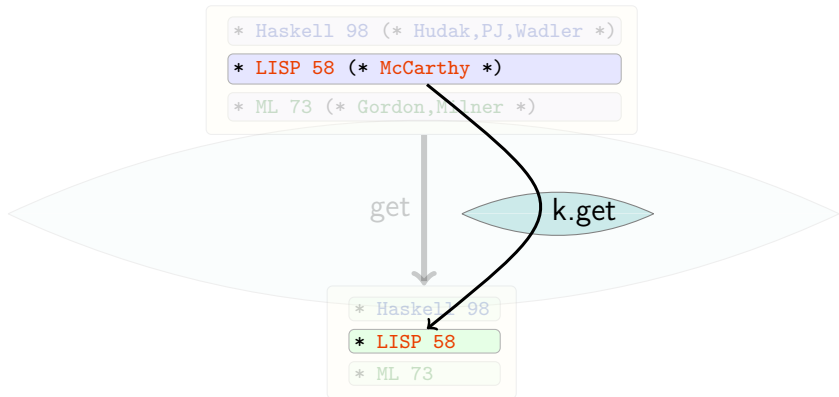 * Haskell 98 (* Hudak,PJ,Wadler *)
* LISP 58 (* McCarthy *)
* ML 73 (* Gordon,Milner *)
get
k.get
* Haskell 98
* LISP 58
* ML 73